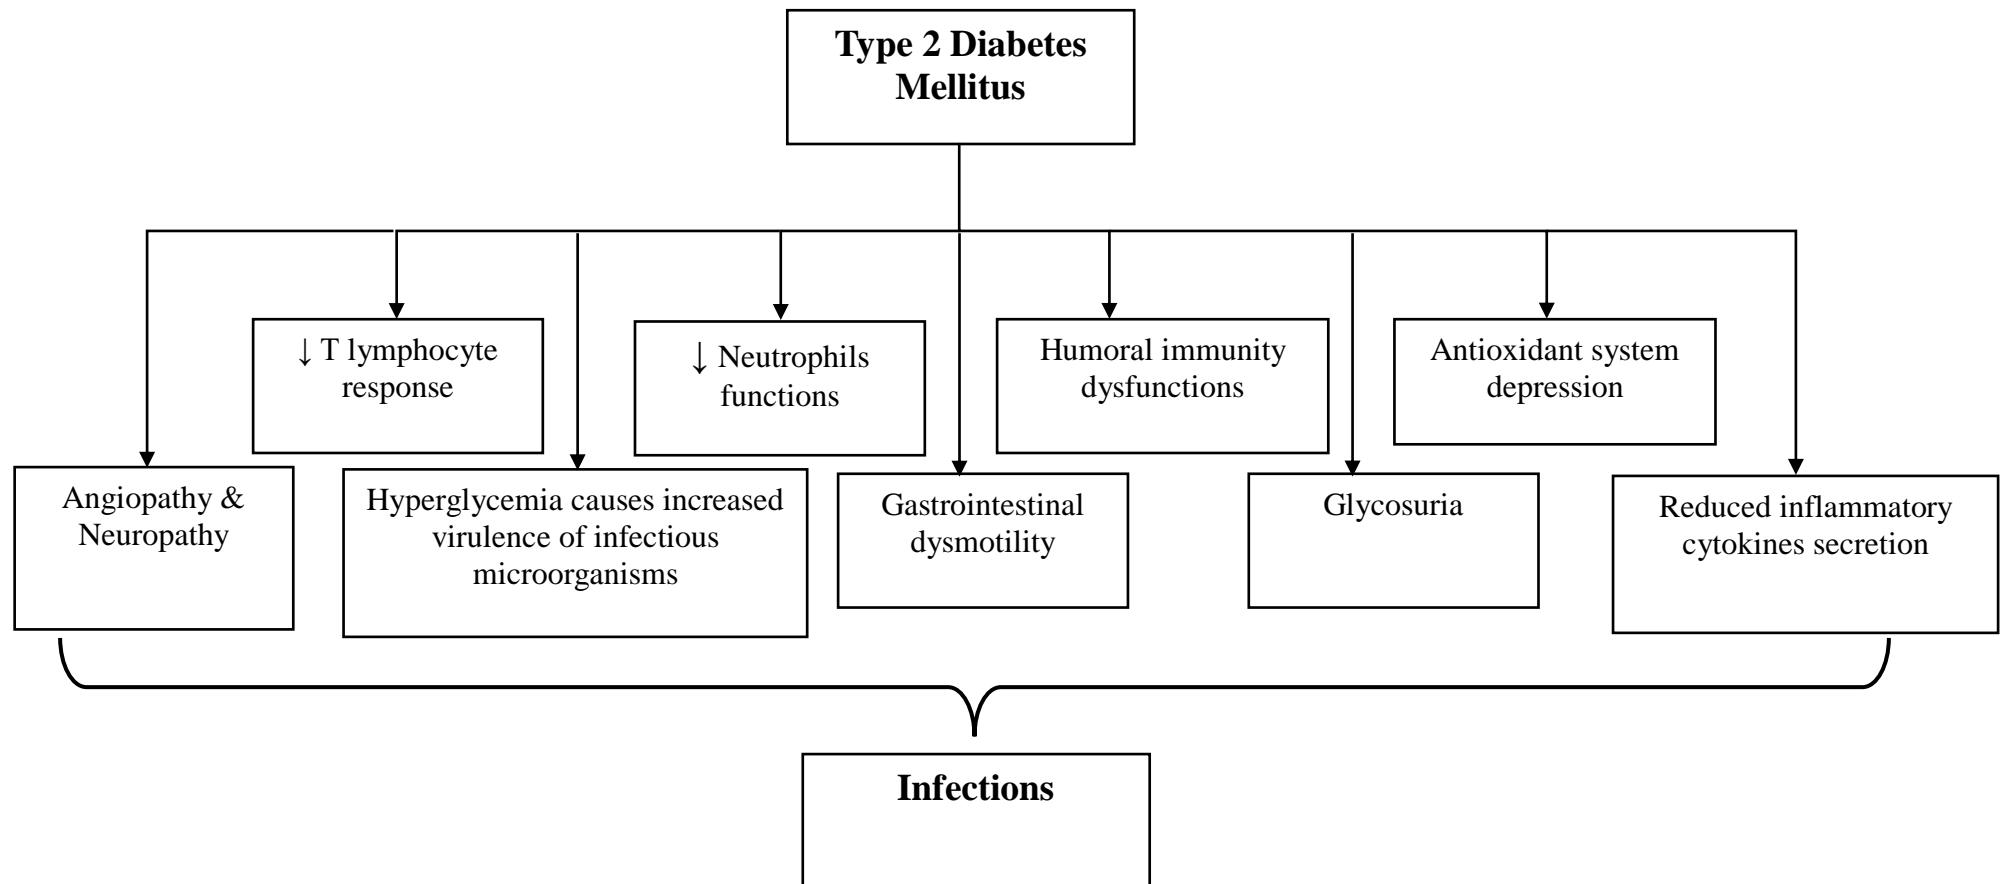 Type 2 Diabetes
Mellitus
↓ T lymphocyte
response
↓ Neutrophils
functions
Humoral immunity
dysfunctions
Antioxidant system
depression
Angiopathy &
Neuropathy
Hyperglycemia causes increased
virulence of infectious
microorganisms
Gastrointestinal
dysmotility
Glycosuria
Reduced inflammatory
cytokines secretion
Infections